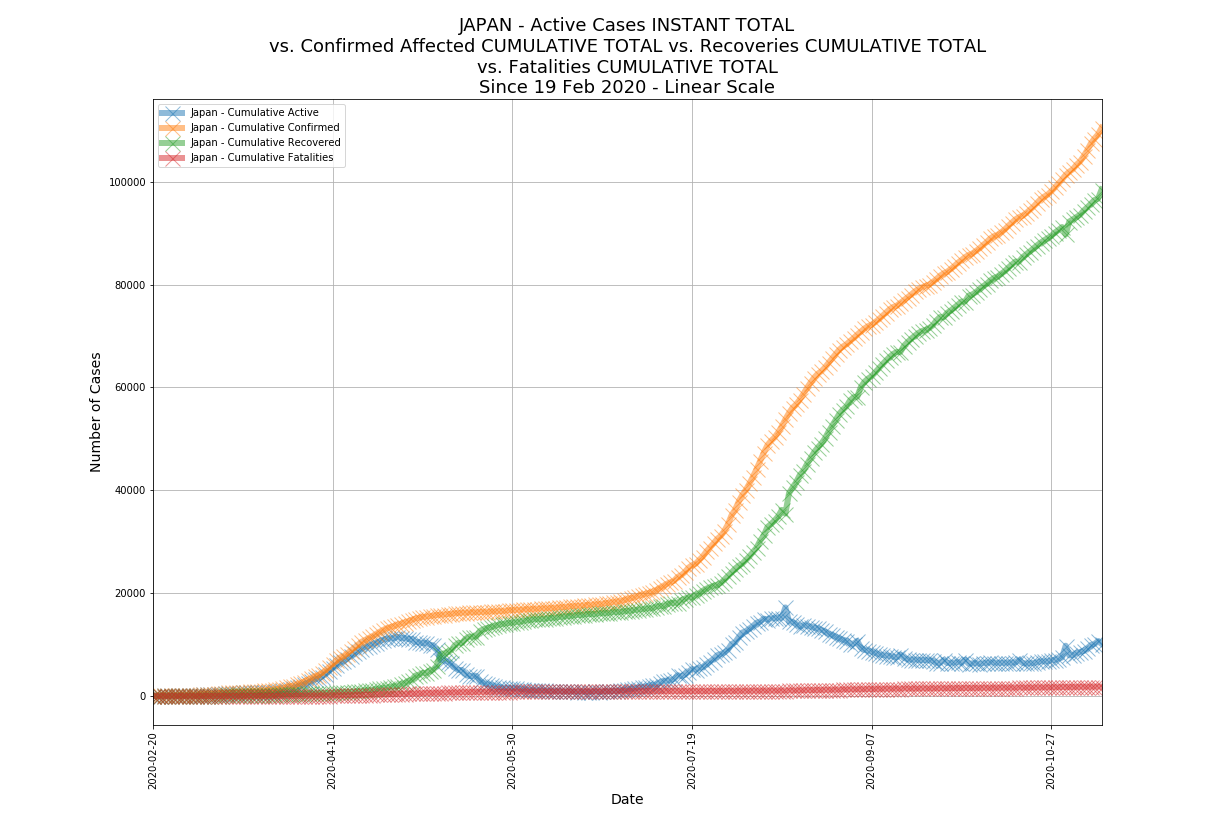 JAPAN - Active Cases INSTANT TOTAL
vs. Confirmed Affected CUMULATIVE TOTAL vs. Recoveries CUMULATIVE TOTAL
vs. Fatalities CUMULATIVE TOTAL
Since 19 Feb 2020 - Linear Scale
Japan - Cumulative Active
Japan - Cumulative Confirmed
Japan - Cumulative Recovered
Japan - Cumulative Fatalities
100000
80000
60000
40000
20000
0
Number of Cases
2020-02-20
2020-04-10
2020-05-30
2020-07-19
2020-09-07
2020-10-27
Date